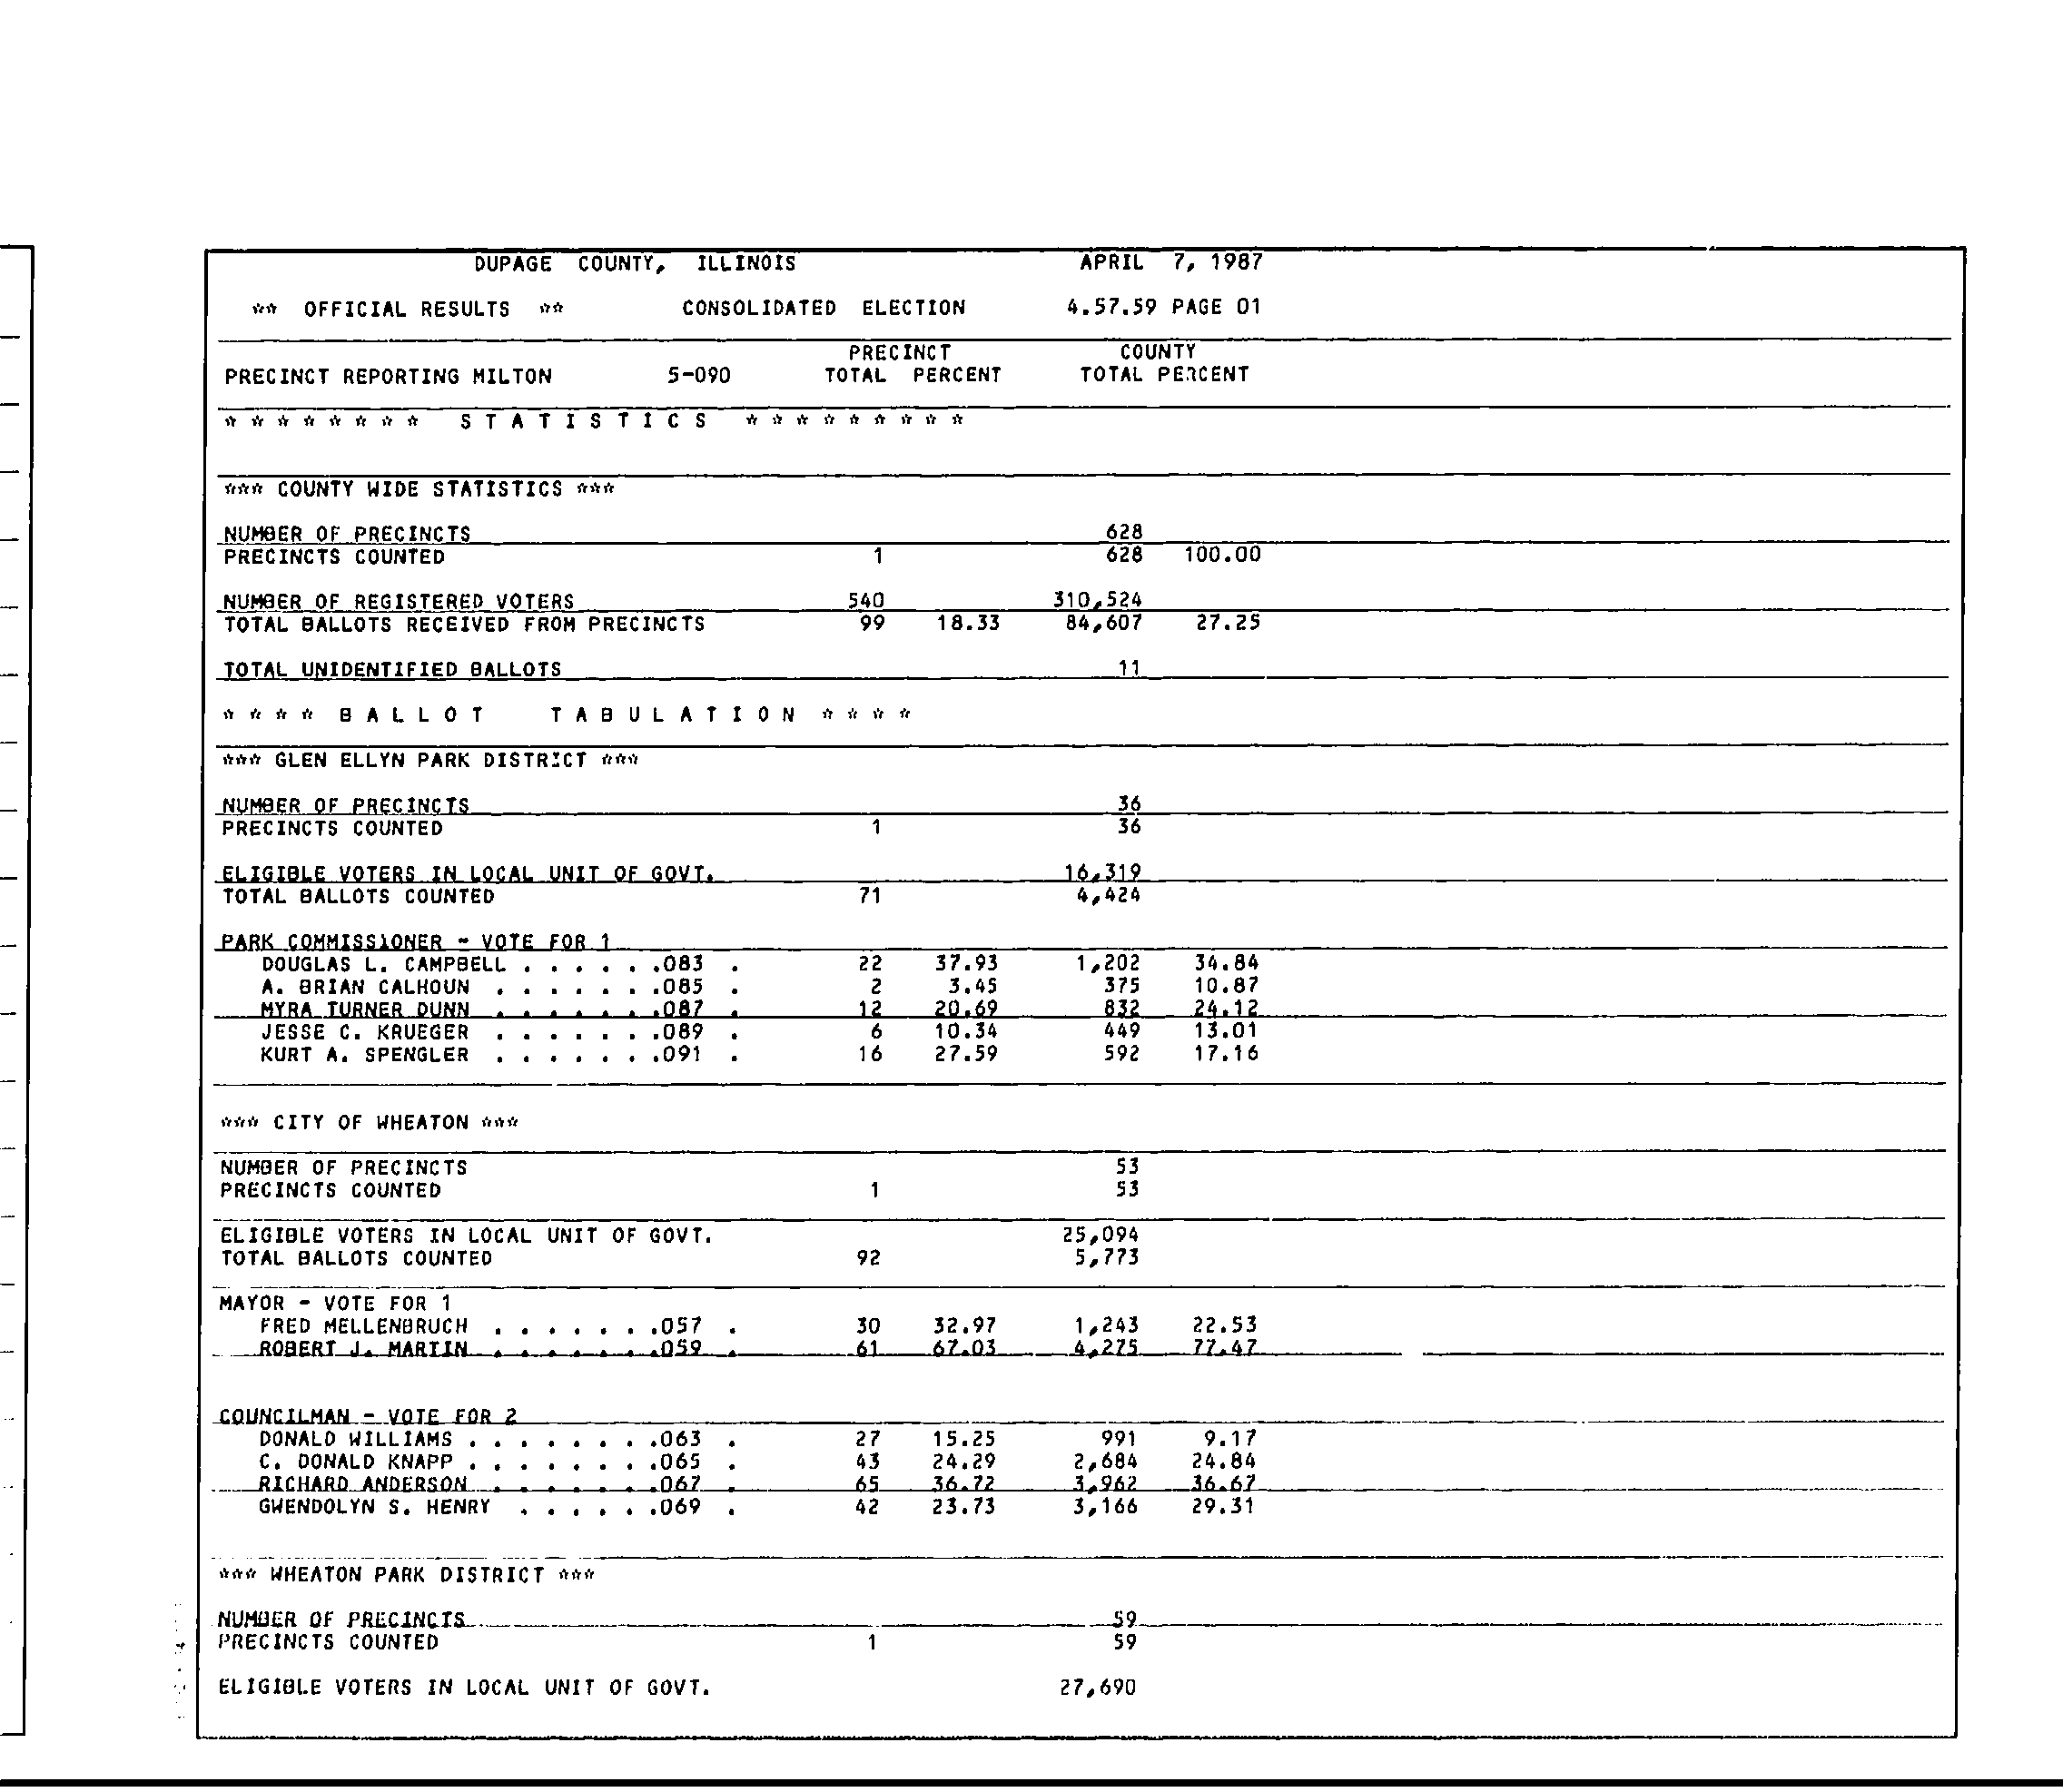 DUPAGE COUNTY, ILLINOIS APRIL 7, 1987
** OFFICIAL RESULTS ** CONSOLIDATED ELECTION 4.57.59 PAGE 01
PRECINCT COUNTY
PRECINCT REPORTING MILTON 5-090 TOTAL PERCENT TOTAL PERCENT
* * * * * * * * S T A T I S T I C S * * * * * * * * *
*** COUNTY WIDE STATISTICS ***
NUMBER OF PRECINCTS 628
PRECINCTS COUNTED 1 628 100.00
NUMBER OF REGISTERED VOTERS 540 310,524
TOTAL BALLOTS RECEIVED FROM PRECINCTS 99 18.33 84,607 27.25
TOTAL UNIDENTIFIED BALLOTS 11
* * * * B A L L O T T A B U L A T I O N * * * *
*** GLEN ELLYN PARK DISTRICT ***
NUMBER OF PRECINCTS 36
PRECINCTS COUNTED 1 36
ELIGIBLE VOTERS IN LOCAL UNIT OF GOVT. 16,319
TOTAL BALLOTS COUNTED 71 4,424
PARK COMMISSIONER - VOTE FOR 1
DOUGLAS L. CAMPBELL . . . . . .083 . 22 37.93 1,202 34.84
A. BRIAN CALHOUN . . . . . . .085 . 2 3.45 375 10.87
MYRA TURNER DUNN . . . . . . .087 . 12 20.69 832 24.12
JESSE C. KRUEGER . . . . . . .089 . 6 10.34 449 13.01
KURT A. SPENGLER . . . . . . .091 . 16 27.59 592 17.16
*** CITY OF WHEATON ***
NUMBER OF PRECINCTS 53
PRECINCTS COUNTED 1 53
ELIGIBLE VOTERS IN LOCAL UNIT OF GOVT. 25,094
TOTAL BALLOTS COUNTED 92 5,773
MAYOR - VOTE FOR 1
FRED MELLENBRUCH . . . . . . .057 . 30 32.97 1,243 22.53
ROBERT J. MARTIN . . . . . . .059 . 61 67.03 4,275 77.47
COUNCILMAN - VOTE FOR 2
DONALD WILLIAMS . . . . . . . .063 . 27 15.25 991 9.17
C. DONALD KNAPP . . . . . . . .065 . 43 24.29 2,684 24.84
RICHARD ANDERSON . . . . . . .067 . 65 36.72 3,962 36.67
GWENDOLYN S. HENRY . . . . . .069 . 42 23.73 3,166 29.31
*** WHEATON PARK DISTRICT ***
NUMBER OF PRECINCTS 59
PRECINCTS COUNTED 1 59
ELIGIBLE VOTERS IN LOCAL UNIT OF GOVT. 27,690